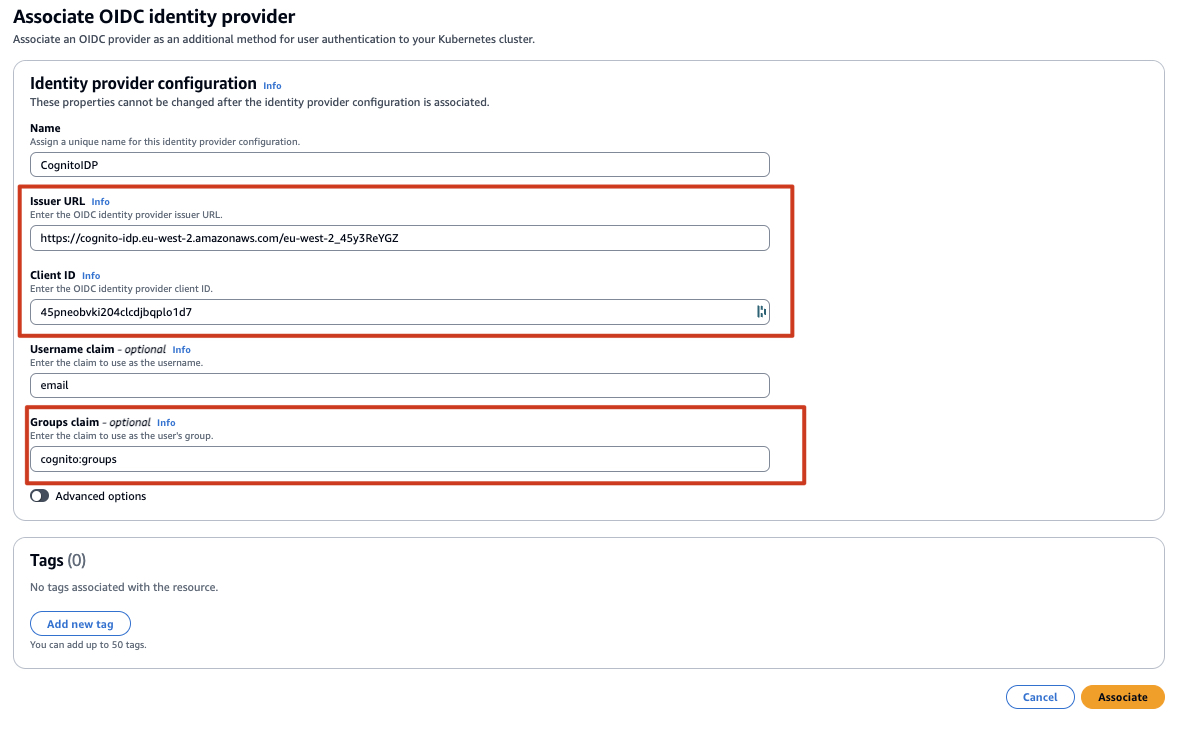 Associate OIDC identity provider
Associate an OIDC provider as an additional method for user authentication to your Kubernetes cluster.
Identity provider configuration Info
These properties cannot be changed after the identity provider configuration is associated.
Name
Assign a unique name for this identity provider configuration.
CognitoIDP
Issuer URL Info
Enter the OIDC identity provider issuer URL.
https://cognito-idp.eu-west-2.amazonaws.com/eu-west-2_45y3ReYGZ
Client ID Info
Enter the OIDC identity provider client ID.
45pneobvki204clcdjbqplo1d7
Username claim - optional Info
Enter the claim to use as the username.
email
Groups claim - optional Info
Enter the claim to use as the user's group.
cognito:groups
Advanced options
Tags (0)
No tags associated with the resource.
Add new tag
You can add up to 50 tags.
Cancel Associate